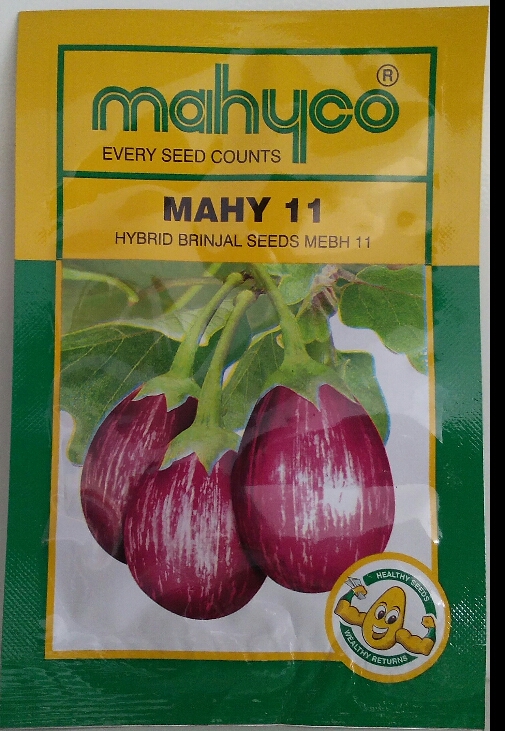 mahyco®
EVERY SEED COUNTS
MAHY 11
HYBRID BRINJAL SEEDS MEBH 11
HEALTHY SEEDS
WEALTHY RETURNS